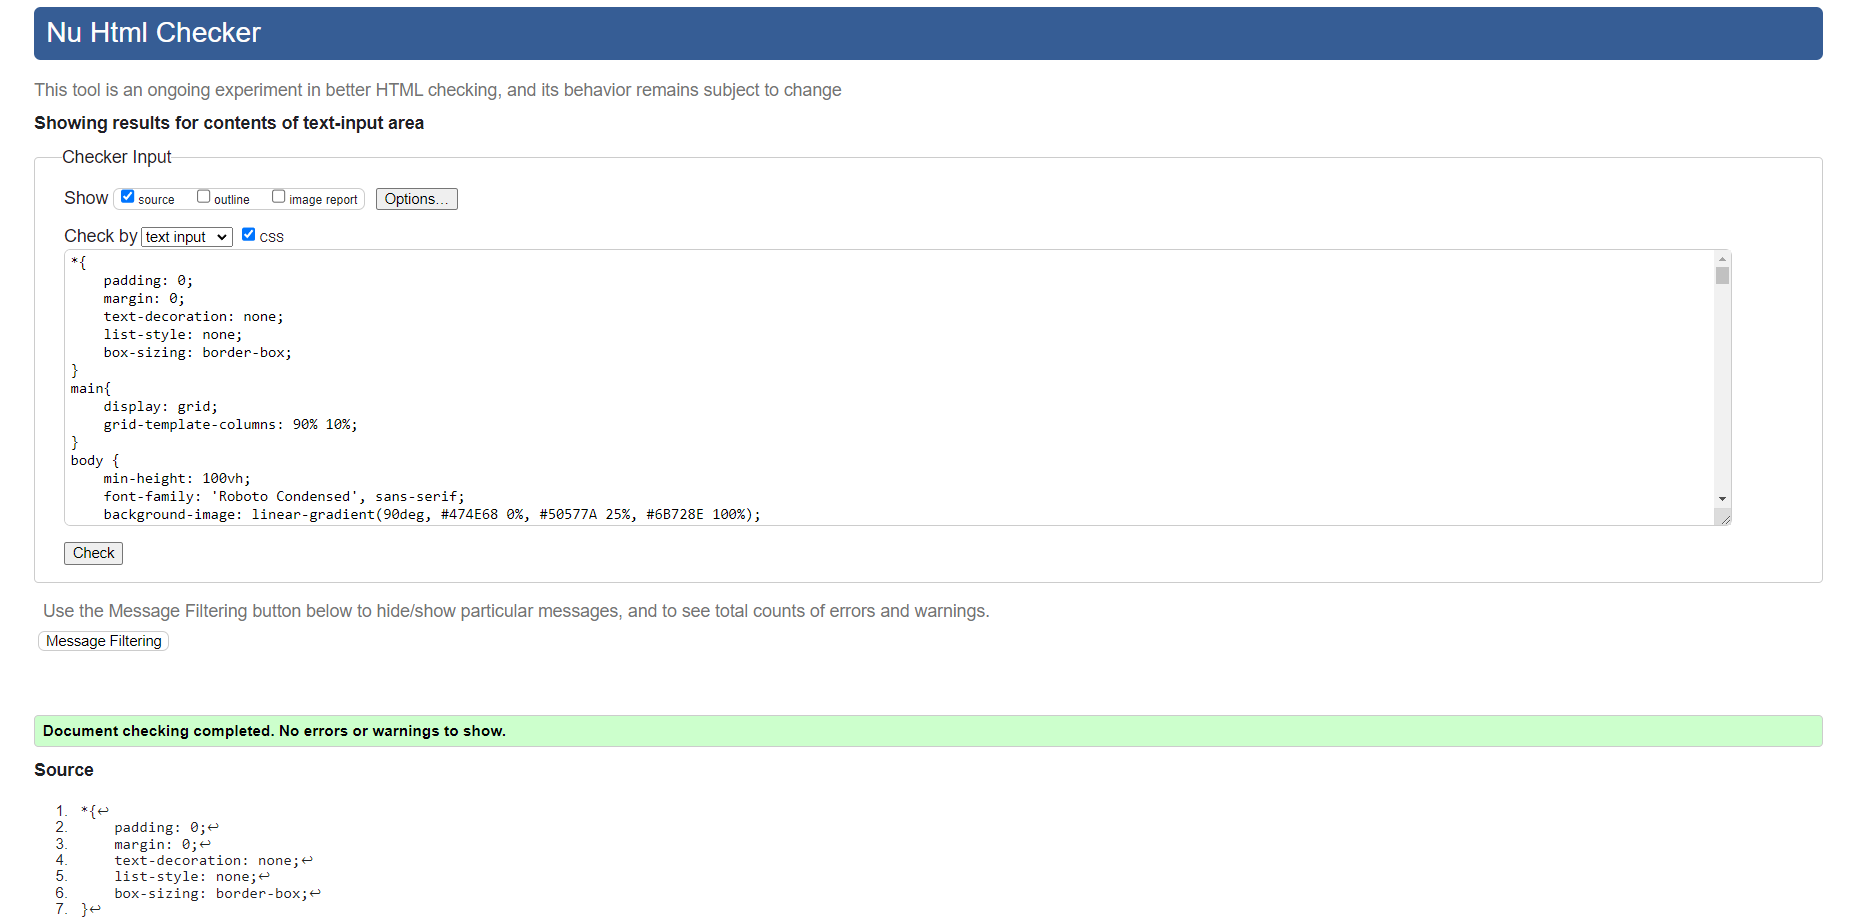 Nu Html Checker
This tool is an ongoing experiment in better HTML checking, and its behavior remains subject to change
Showing results for contents of text-input area
Checker Input
Show source outline image report Options...
Check by text input css
*{
padding: 0;
margin: 0;
text-decoration: none;
list-style: none;
box-sizing: border-box;
}
main{
display: grid;
grid-template-columns: 90% 10%;
}
body {
min-height: 100vh;
font-family: 'Roboto Condensed', sans-serif;
background-image: linear-gradient(90deg, #474E68 0%, #50577A 25%, #6B728E 100%);
Check
Use the Message Filtering button below to hide/show particular messages, and to see total counts of errors and warnings.
Message Filtering
Document checking completed. No errors or warnings to show.
Source
1. *{↩
2. padding: 0;↩
3. margin: 0;↩
4. text-decoration: none;↩
5. list-style: none;↩
6. box-sizing: border-box;↩
7. }↩